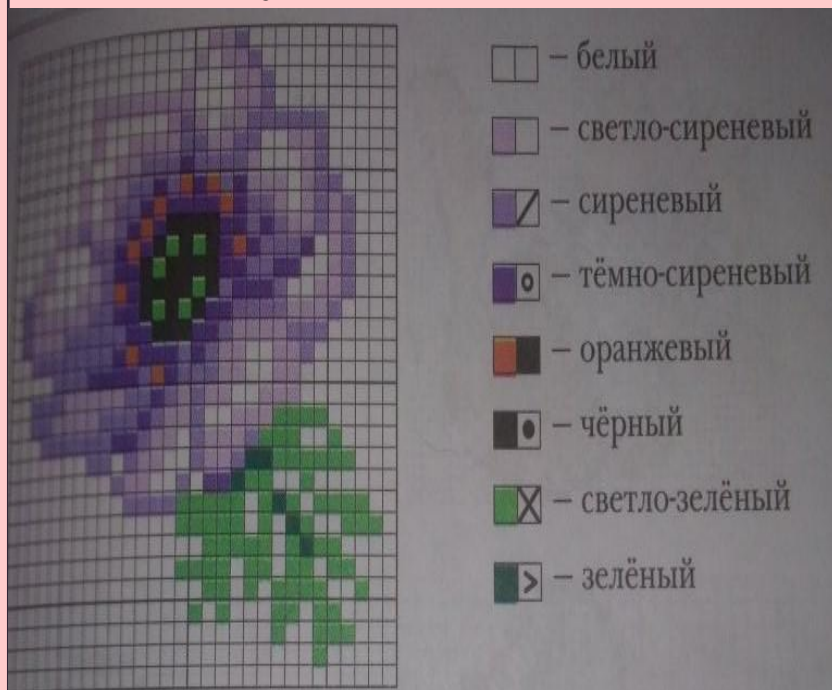 – белый
– светло-сиреневый
– сиреневый
– тёмно-сиреневый
– оранжевый
– чёрный
– светло-зелёный
– зелёный